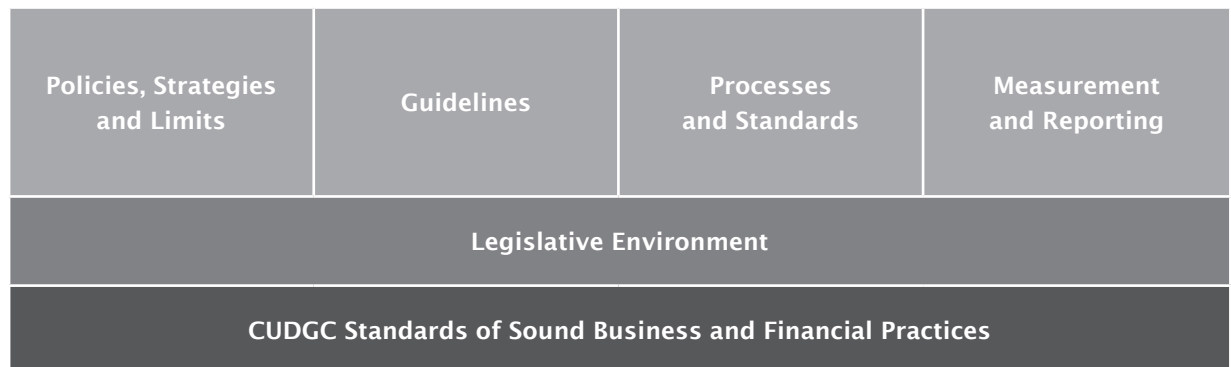 Policies, Strategies
and Limits
Guidelines
Processes
and Standards
Measurement
and Reporting
Legislative Environment
CUDGC Standards of Sound Business and Financial Practices